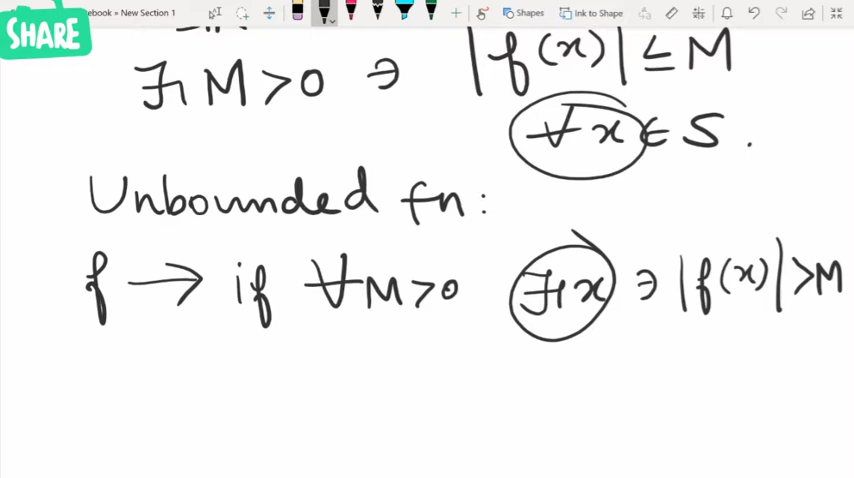 SHARE
ebook » New Section 1
Shapes
Ink to Shape
∃ M > 0 ∋ |f(x)| ≤ M
∀ x ∈ S .
Unbounded fn :
f → if ∀ M > 0 ∃ x ∋ |f(x)| > M